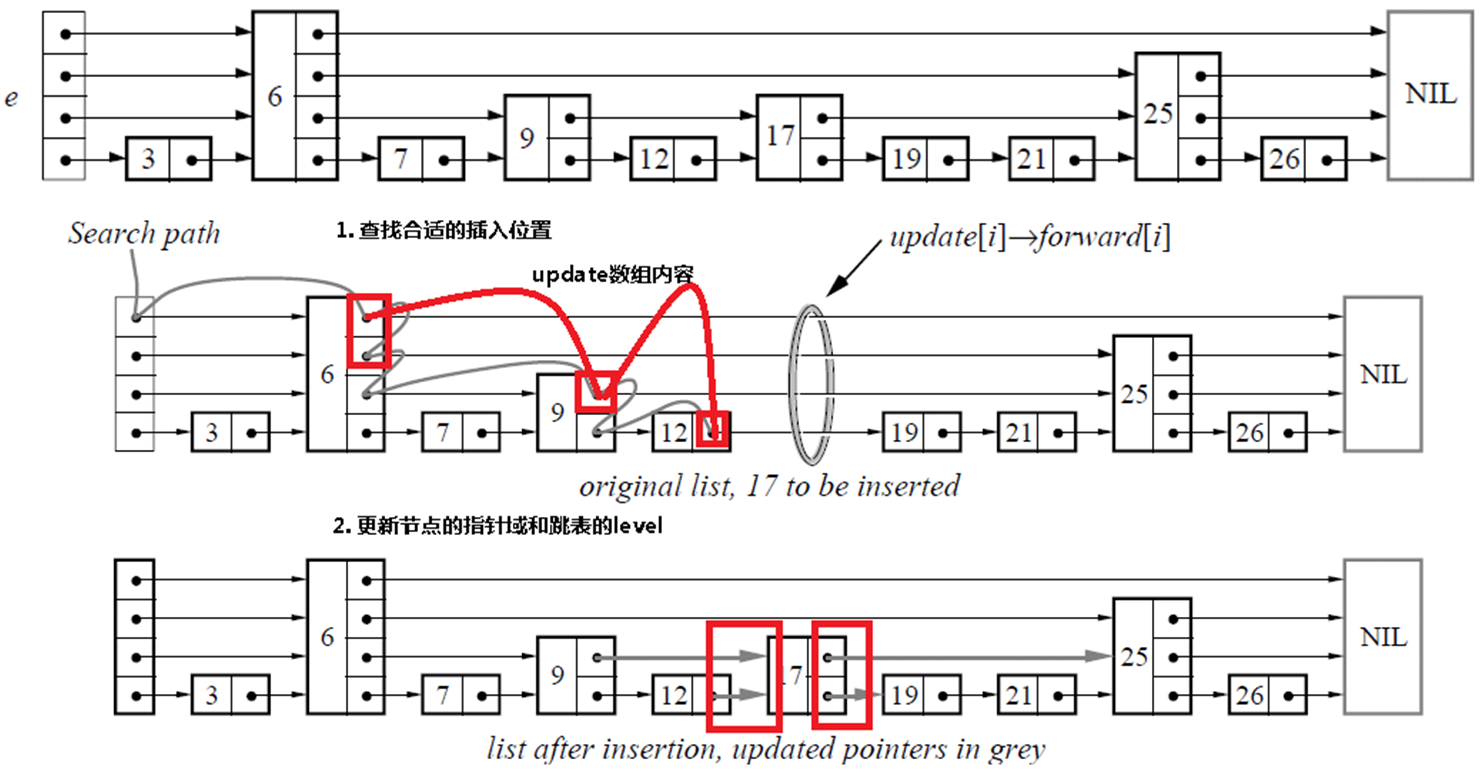 e
6
9
17
25
NIL
3
7
12
19
21
26
Search path
1. 查找合适的插入位置
update[i]→forward[i]
update数组内容
6
9
25
NIL
3
7
12
19
21
26
original list, 17 to be inserted
2. 更新节点的指针域和跳表的level
6
9
17
25
NIL
3
7
12
19
21
26
list after insertion, updated pointers in grey